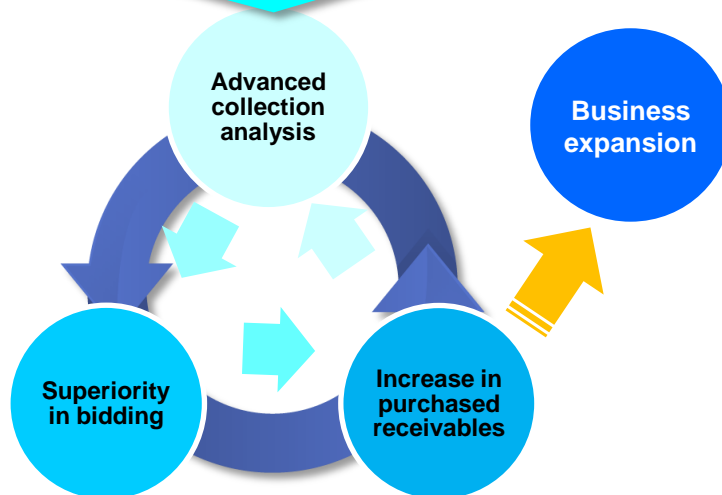 Advanced
collection
analysis
Business
expansion
Superiority
in bidding
Increase in
purchased
receivables